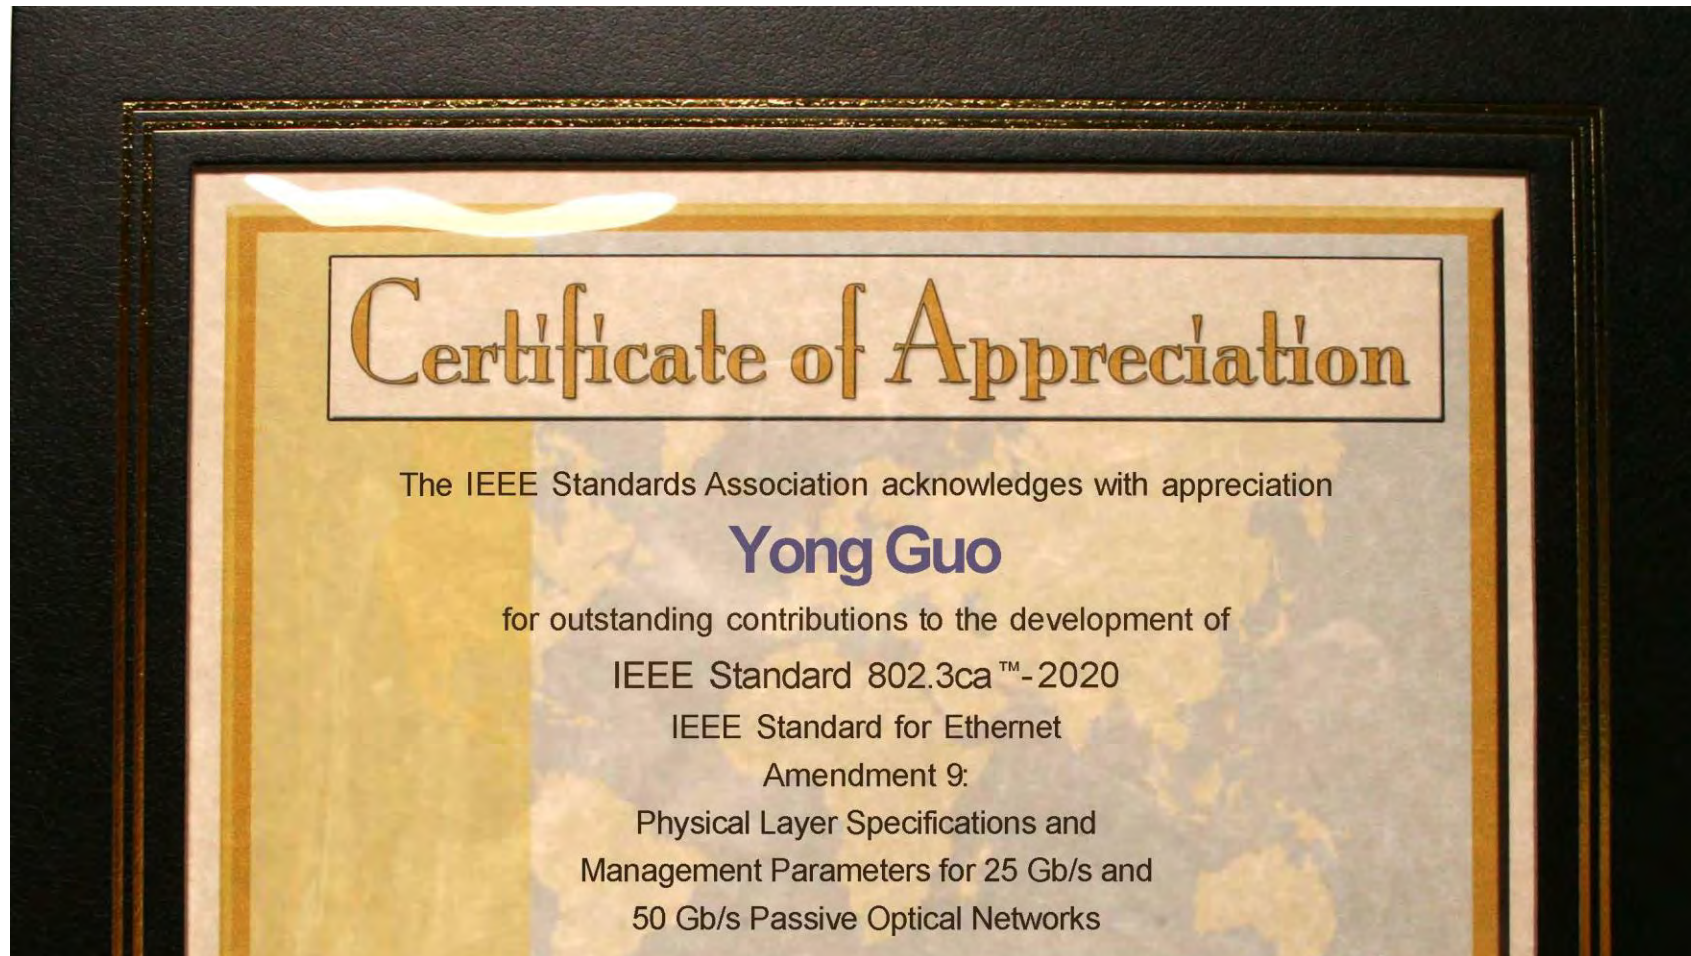 Certificate of Appreciation
The IEEE Standards Association acknowledges with appreciation
Yong Guo
for outstanding contributions to the development of
IEEE Standard 802.3ca™-2020
IEEE Standard for Ethernet
Amendment 9:
Physical Layer Specifications and
Management Parameters for 25 Gb/s and
50 Gb/s Passive Optical Networks